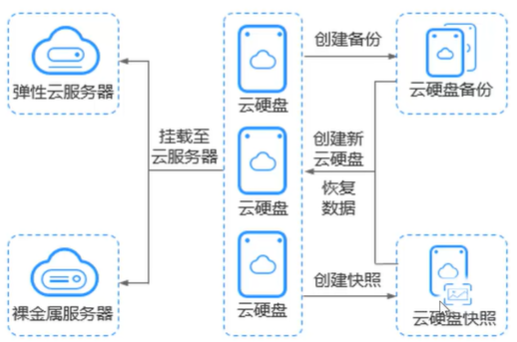 弹性云服务器
云硬盘
创建备份
云硬盘备份
挂载至
云服务器
云硬盘
创建新
云硬盘
恢复
数据
裸金属服务器
云硬盘
创建快照
云硬盘快照